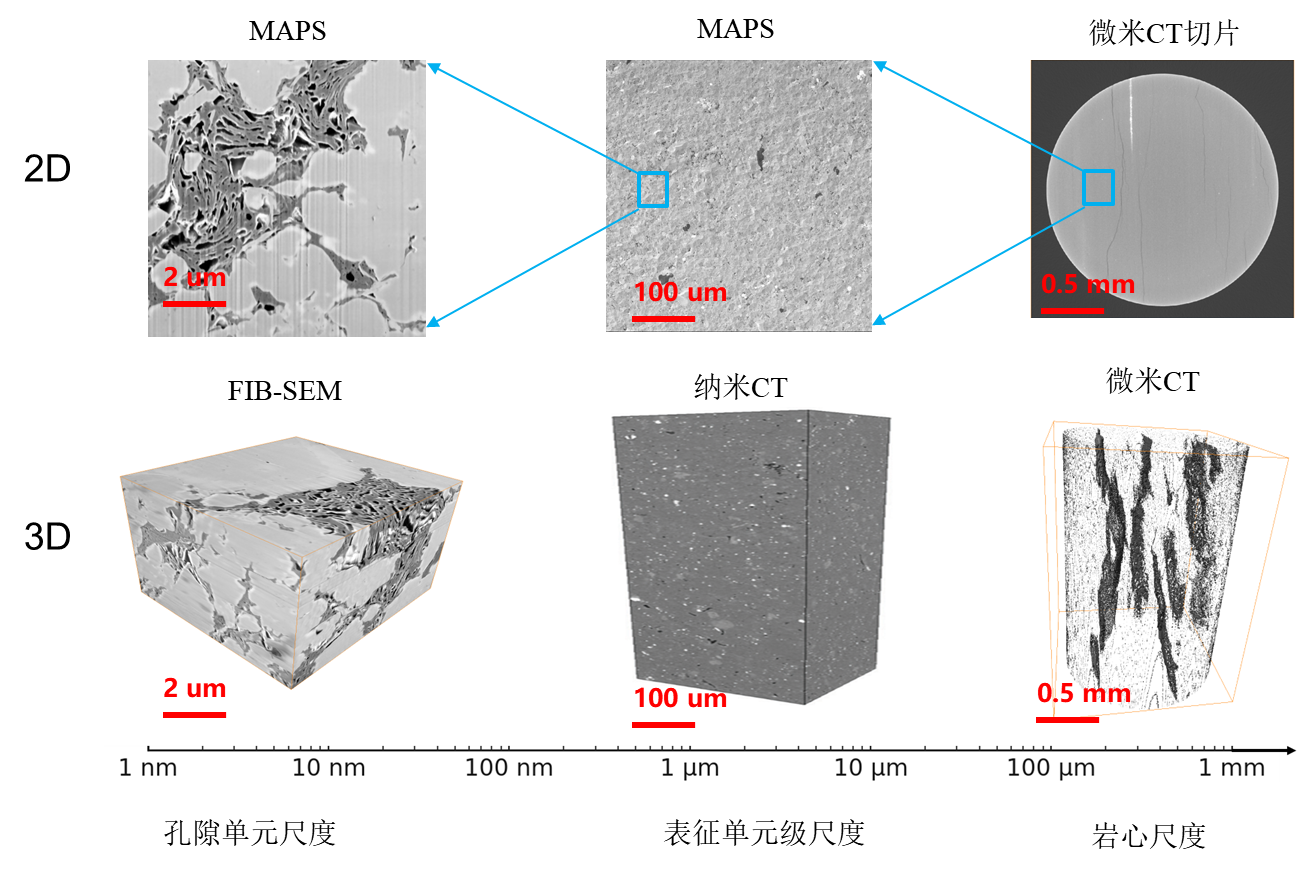 MAPS
MAPS
微米CT切片
2D
2 um
100 um
0.5 mm
FIB-SEM
纳米CT
微米CT
3D
2 um
100 um
0.5 mm
1 nm
10 nm
100 nm
1 µm
10 µm
100 µm
1 mm
孔隙单元尺度
表征单元级尺度
岩心尺度